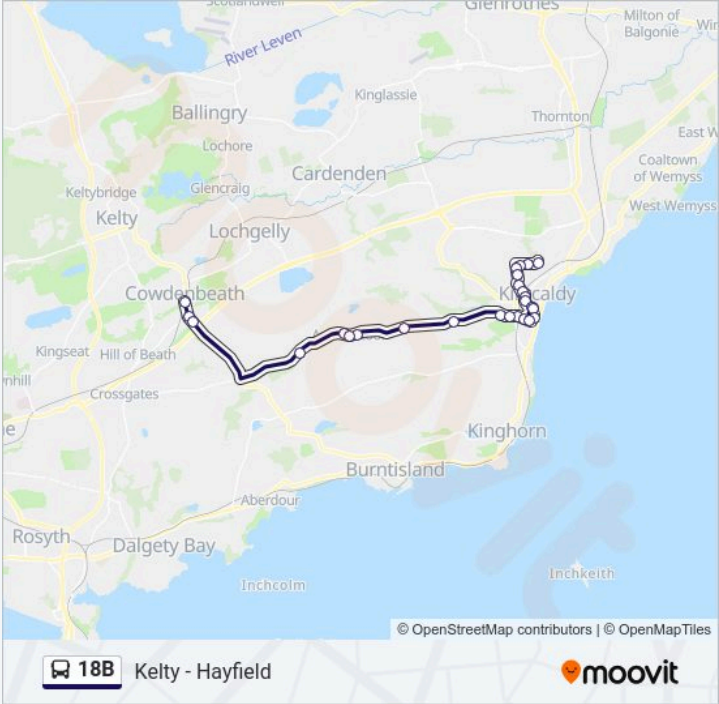 Scotlandwell
Glenrothes
Milton of
Balgonie
River Leven
Kinglassie
Ballingry
Thornton
Lochore
East W
Cardenden
Coaltown
of Wemyss
Keltybridge
Glencraig
Kelty
West Wemyss
Lochgelly
Cowdenbeath
Kirkcaldy
Kingseat
Hill of Beath
Crossgates
Kinghorn
Burntisland
Aberdour
Rosyth
Dalgety Bay
Inchcolm
Inchkeith
© OpenStreetMap contributors | © OpenMapTiles
18B Kelty - Hayfield
moovit